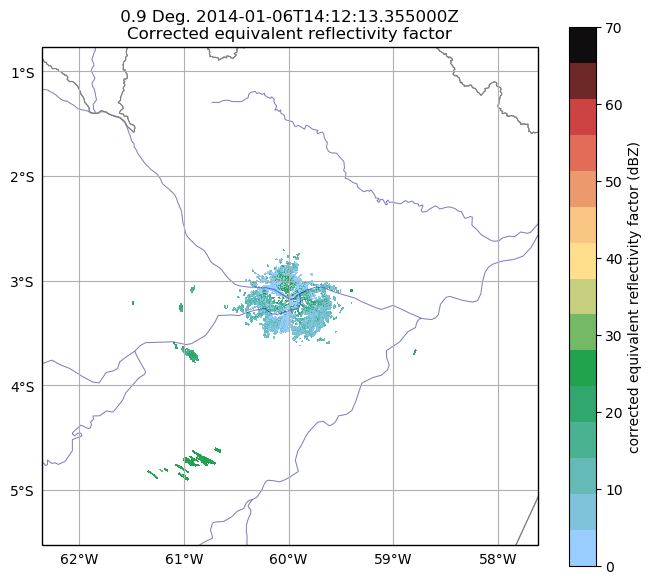 0.9 Deg. 2014-01-06T14:12:13.355000Z
Corrected equivalent reflectivity factor
1°S
2°S
3°S
4°S
5°S
62°W 61°W 60°W 59°W 58°W
70
60
50
40
30
20
10
0
corrected equivalent reflectivity factor (dBZ)